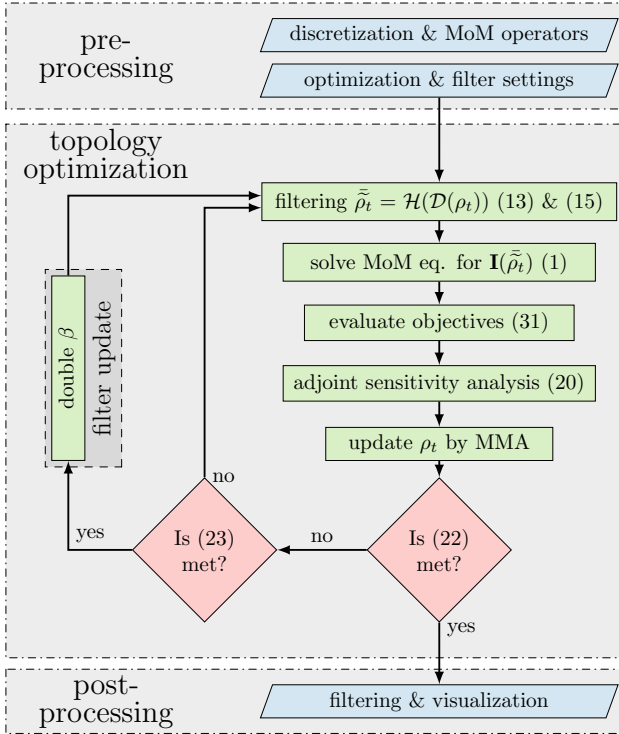 pre-
processing
discretization & MoM operators
optimization & filter settings
topology
optimization
filtering $\bar{\tilde{\rho}}_t = \mathcal{H}(\mathcal{D}(\rho_t))$ (13) & (15)
solve MoM eq. for $\mathbf{I}(\bar{\tilde{\rho}}_t)$ (1)
evaluate objectives (31)
adjoint sensitivity analysis (20)
update $\rho_t$ by MMA
double β
filter update
no
yes
Is (23)
met?
no
Is (22)
met?
yes
post-
processing
filtering & visualization